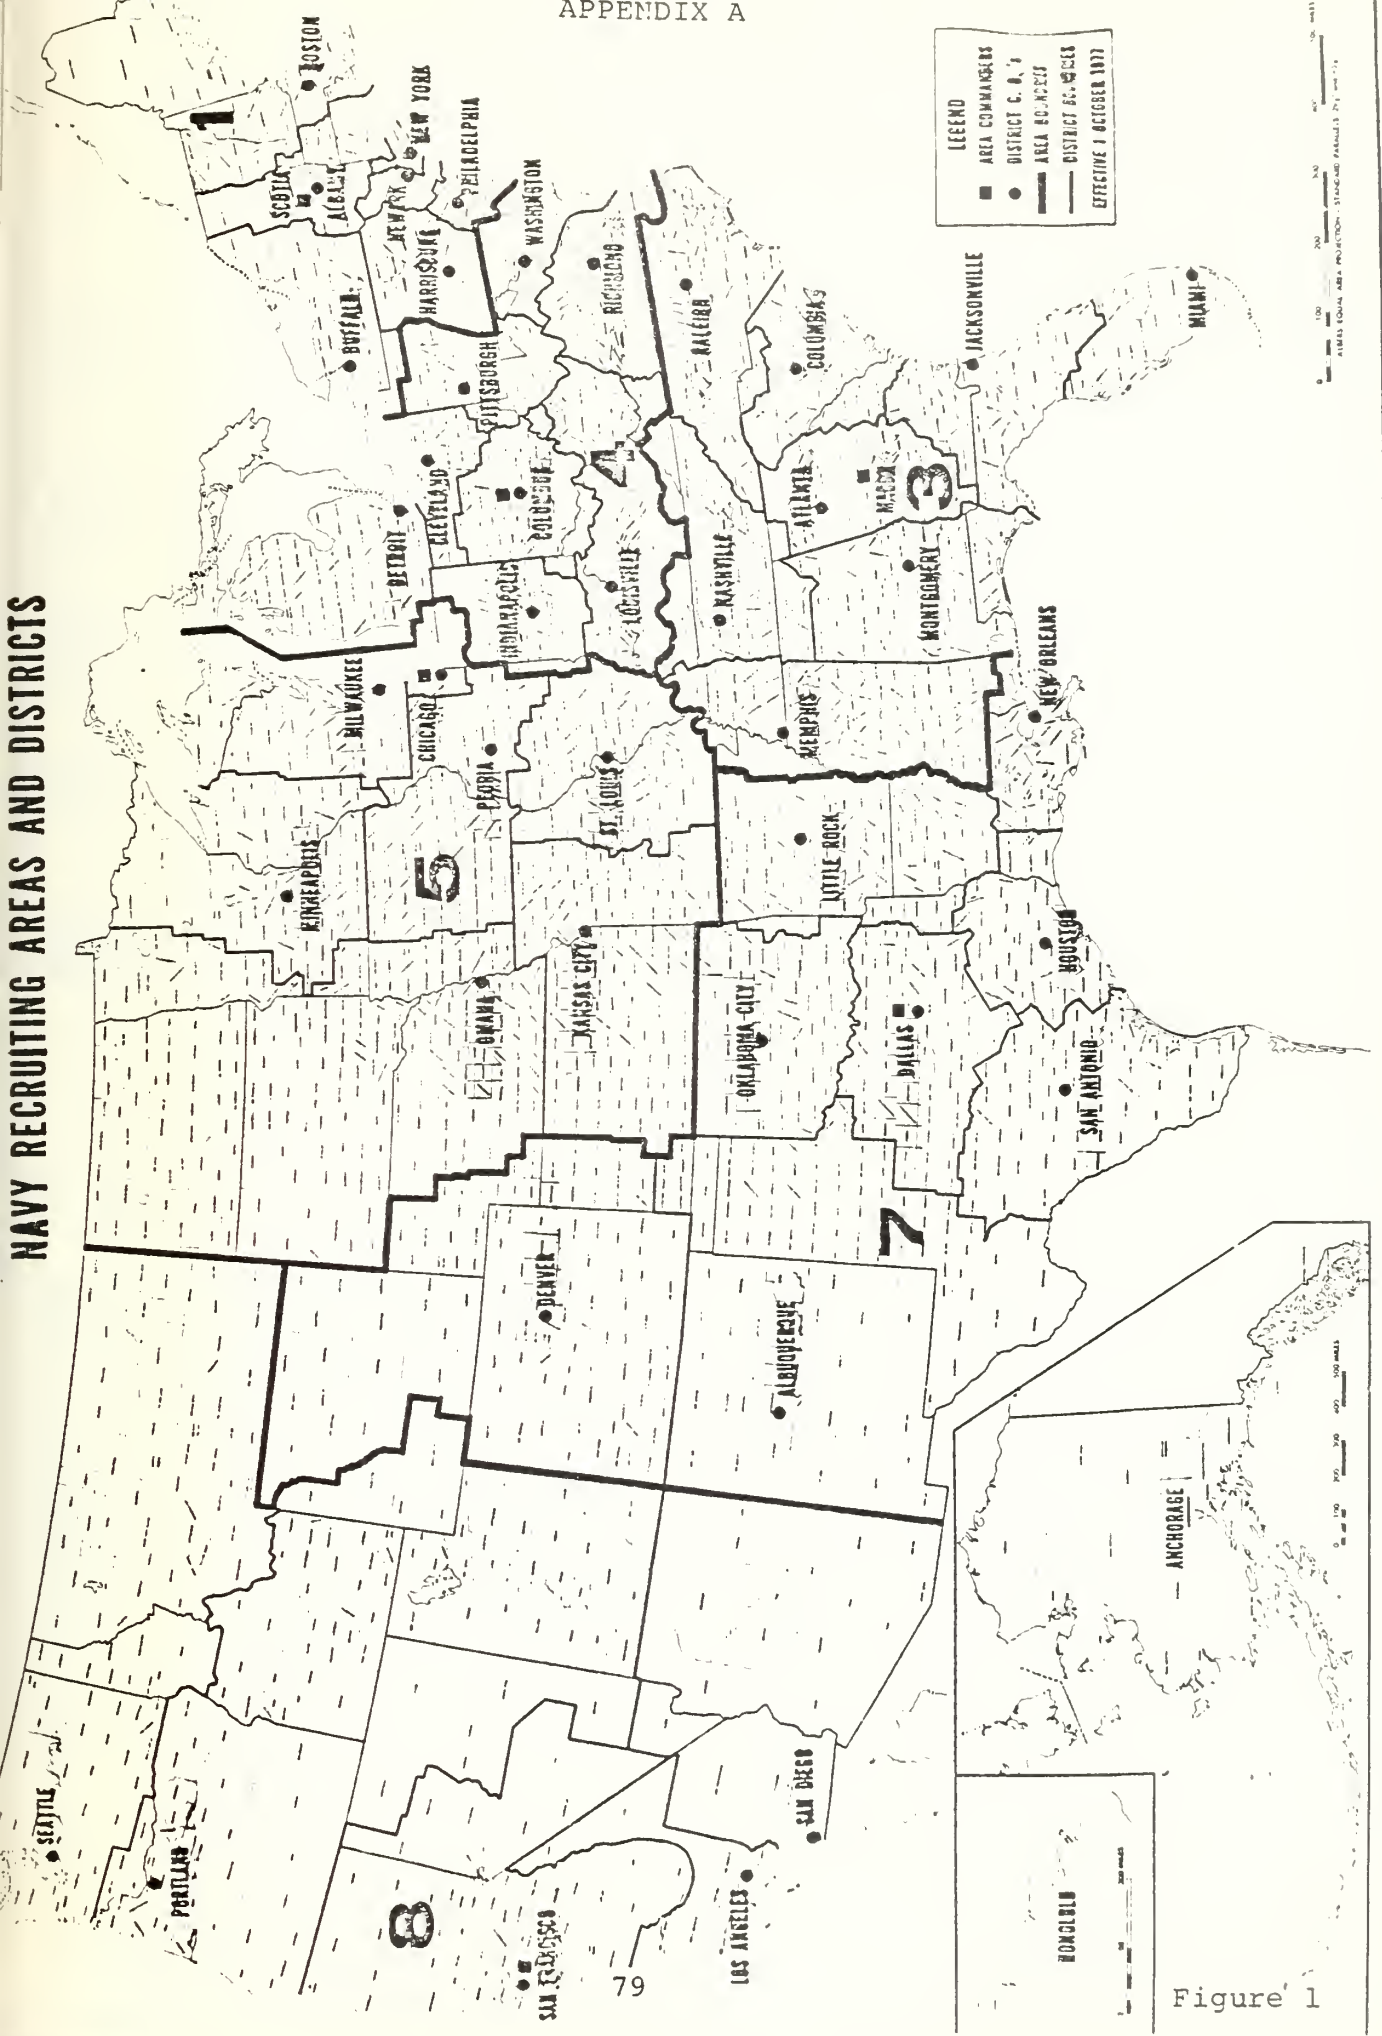 APPENDIX A
NAVY RECRUITING AREAS AND DISTRICTS
LEGEND
AREA COMMANDERS
DISTRICT C. O.'s
AREA BOUNDRIES
DISTRICT BOUNDRIES
EFFECTIVE 1 OCTOBER 1977
1
BOSTON
SCOTIA
ALBANY
NEW YORK
NEWARK
PHILADELPHIA
HARRISBURG
BUFFALO
WASHINGTON
PITTSBURGH
RICHMOND
4
CLEVELAND
COLUMBUS
DETROIT
INDIANAPOLIS
LOUISVILLE
RALEIGH
COLUMBIA
JACKSONVILLE
MIAMI
ATLANTA
MACON
3
NASHVILLE
MONTGOMERY
MEMPHIS
NEW ORLEANS
MILWAUKEE
CHICAGO
PEORIA
ST LOUIS
MINNEAPOLIS
5
OMAHA
KANSAS CITY
LITTLE ROCK
OKLAHOMA CITY
DALLAS
HOUSTON
SAN ANTONIO
7
DENVER
ALBUQUERQUE
SEATTLE
PORTLAND
8
SAN FRANCISCO
LOS ANGELES
SAN DIEGO
ANCHORAGE
HONOLULU
79
Figure 1